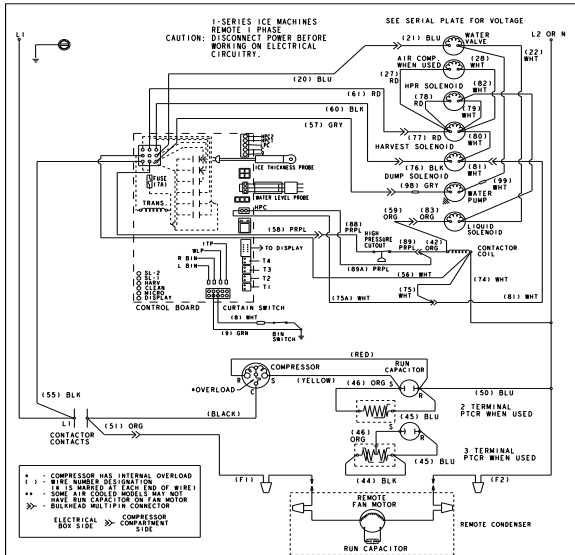 I-SERIES ICE MACHINES
REMOTE 1 PHASE
CAUTION: DISCONNECT POWER BEFORE
WORKING ON ELECTRICAL
CIRCUITRY.
SEE SERIAL PLATE FOR VOLTAGE
L1
L2 OR N
(21) BLU
WATER
VALVE
(22)
WHT
AIR COMP.
WHEN USED
(28)
WHT
(20) BLU
(27)
RD
(82)
WHT
HPR SOLENOID
(61) RD
(78)
RD
(79)
WHT
(60) BLK
(57) GRY
(77) RD
(80)
WHT
HARVEST SOLENOID
(76) BLK
(81)
WHT
DUMP SOLENOID
(99)
WHT
(98) GRY
WATER
PUMP
(59)
ORG
(83)
ORG
LIQUID
SOLENOID
FUSE
(7A)
TRANS.
ICE THICKNESS PROBE
WATER LEVEL PROBE
HPC
(58) PRPL
(88)
PRPL
HIGH
PRESSURE
CUTOUT
(89)
PRPL
(42)
ORG
CONTACTOR
COIL
(89A) PRPL
(56) WHT
(74) WHT
(75)
WHT
(75A) WHT
(81) WHT
TO DISPLAY
T4
T3
T2
T1
ITP
WLP
R BIN
L BIN
SL-2
SL-1
HARV
CLEAN
MICRO
DISPLAY
CONTROL BOARD
CURTAIN SWITCH
(8) WHT
(9) GRN
BIN
SWITCH
(RED)
COMPRESSOR
R
S
C
*OVERLOAD
(YELLOW)
RUN
CAPACITOR
(46) ORG
S
R
(50) BLU
(45) BLU
2 TERMINAL
PTCR WHEN USED
(55) BLK
(BLACK)
L1
(51) ORG
CONTACTOR
CONTACTS
(46)
ORG
S
R
(45) BLU
3 TERMINAL
PTCR WHEN USED
(44) BLK
(F1)
(F2)
* - COMPRESSOR HAS INTERNAL OVERLOAD
( ) - WIRE NUMBER DESIGNATION
(# IS MARKED AT EACH END OF WIRE)
** - SOME AIR COOLED MODELS MAY NOT
HAVE RUN CAPACITOR ON FAN MOTOR
>>- - BULKHEAD MULTIPIN CONNECTOR
ELECTRICAL
BOX SIDE
>>
COMPRESSOR
COMPARTMENT
SIDE
REMOTE
FAN MOTOR
REMOTE CONDENSER
RUN CAPACITOR